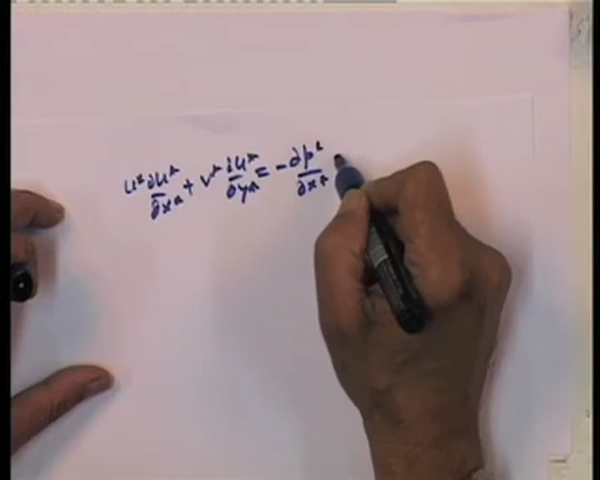 u* ∂u*/∂x* + v* ∂u*/∂y* = - ∂p*/∂x*